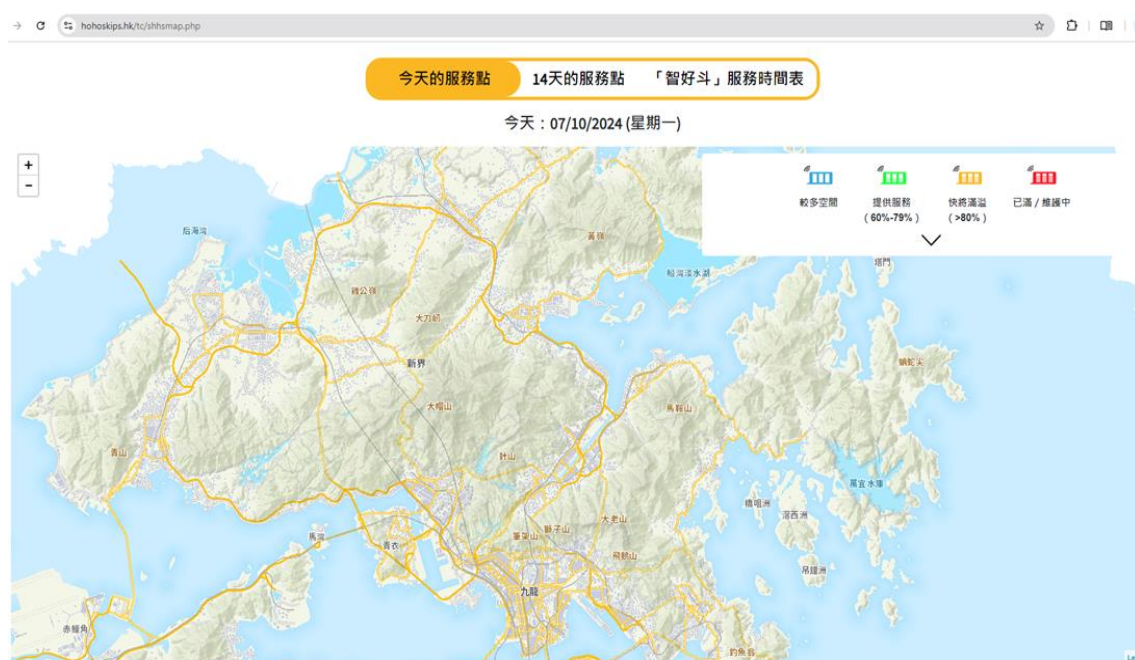 hohoskips.hk/tc/shhsmap.php
今天的服務點
14天的服務點
「智好斗」服務時間表
今天：07/10/2024 (星期一)
+
−
較多空間
提供服務
( 60%-79% )
快將滿溢
( >80% )
已滿 / 維護中
后海灣
黃嶺
船灣淡水湖
塔門
雞公嶺
大刀屻
新界
蚺蛇尖
大帽山
馬鞍山
青山
針山
萬宜水庫
橋咀洲
滘西洲
大老山
獅子山
筆架山
馬灣
青衣
飛鵝山
吊鐘洲
九龍
赤鱲角
釣魚翁